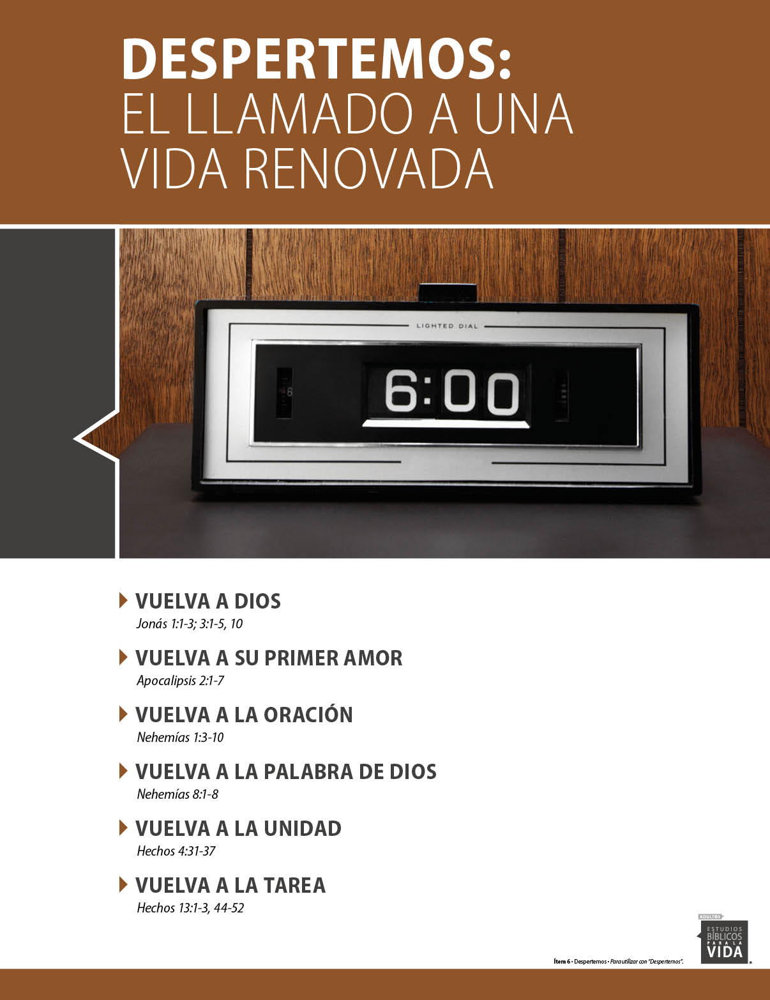 DESPERTEMOS:
EL LLAMADO A UNA
VIDA RENOVADA
LIGHTED DIAL
6
6:00
VUELVA A DIOS
Jonás 1:1-3; 3:1-5, 10
VUELVA A SU PRIMER AMOR
Apocalipsis 2:1-7
VUELVA A LA ORACIÓN
Nehemías 1:3-10
VUELVA A LA PALABRA DE DIOS
Nehemías 8:1-8
VUELVA A LA UNIDAD
Hechos 4:31-37
VUELVA A LA TAREA
Hechos 13:1-3, 44-52
ADULTOS
ESTUDIOS
BÍBLICOS
PARA LA
VIDA
Ítem 6 • Despertemos • Para utilizar con “Despertemos”.